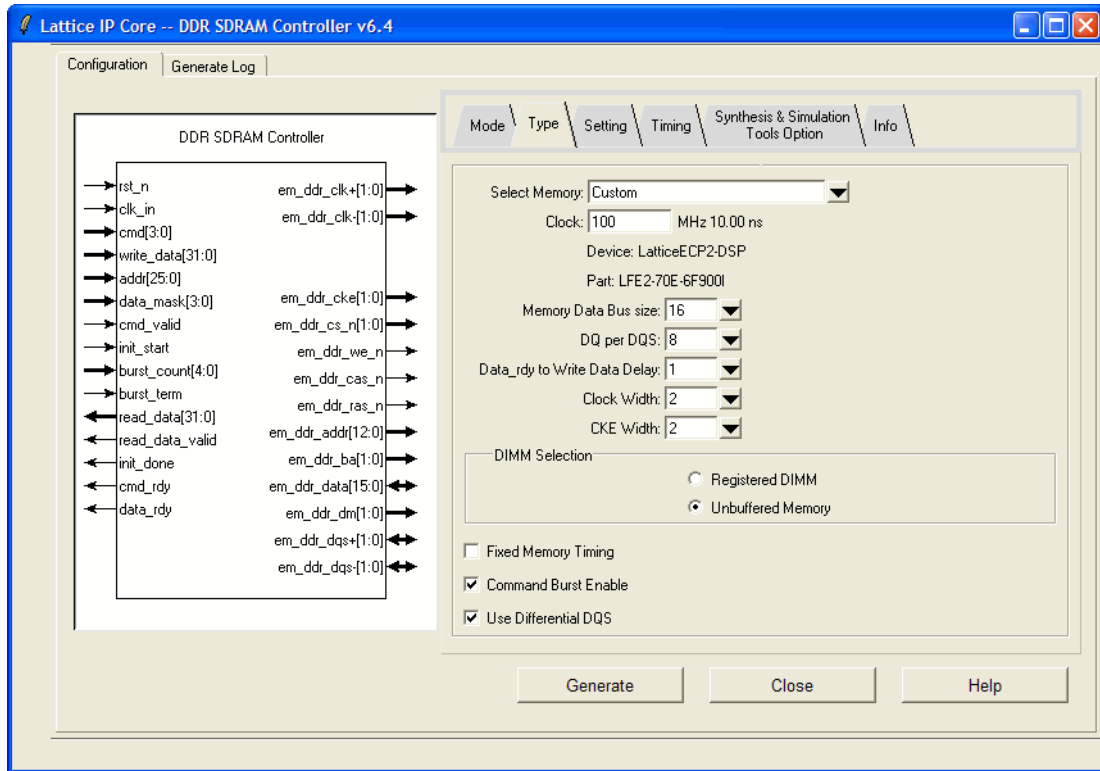 Lattice IP Core -- DDR SDRAM Controller v6.4
Configuration
Generate Log
DDR SDRAM Controller
rst_n
clk_in
cmd[3:0]
write_data[31:0]
addr[25:0]
data_mask[3:0]
cmd_valid
init_start
burst_count[4:0]
burst_term
read_data[31:0]
read_data_valid
init_done
cmd_rdy
data_rdy
em_ddr_clk+[1:0]
em_ddr_clk-[1:0]
em_ddr_cke[1:0]
em_ddr_cs_n[1:0]
em_ddr_we_n
em_ddr_cas_n
em_ddr_ras_n
em_ddr_addr[12:0]
em_ddr_ba[1:0]
em_ddr_data[15:0]
em_ddr_dm[1:0]
em_ddr_dqs+[1:0]
em_ddr_dqs-[1:0]
Mode
Type
Setting
Timing
Synthesis & Simulation
Tools Option
Info
Select Memory: Custom
Clock: 100 MHz 10.00 ns
Device: LatticeECP2-DSP
Part: LFE2-70E-6F900I
Memory Data Bus size: 16
DQ per DQS: 8
Data_rdy to Write Data Delay: 1
Clock Width: 2
CKE Width: 2
DIMM Selection
Registered DIMM
Unbuffered Memory
Fixed Memory Timing
Command Burst Enable
Use Differential DQS
Generate
Close
Help